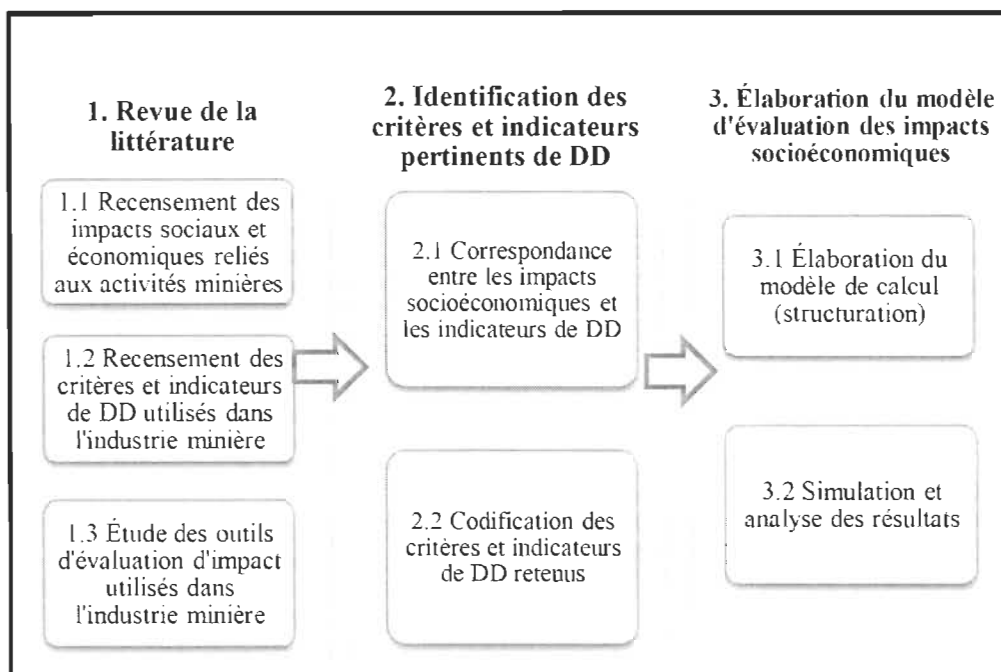 1. Revue de la
littérature
1.1 Recensement des
impacts sociaux et
économiques reliés
aux activités minières
1.2 Recensement des
critères et indicateurs
de DD utilisés dans
l'industrie minière
1.3 Étude des outils
d'évaluation d'impact
utilisés dans
l'industrie minière
2. Identification des
critères et indicateurs
pertinents de DD
2.1 Correspondance
entre les impacts
socioéconomiques et
les indicateurs de DD
2.2 Codification des
critères et indicateurs
de DD retenus
3. Élaboration du modèle
d'évaluation des impacts
socioéconomiques
3.1 Élaboration du
modèle de calcul
(structuration)
3.2 Simulation et
analyse des résultats